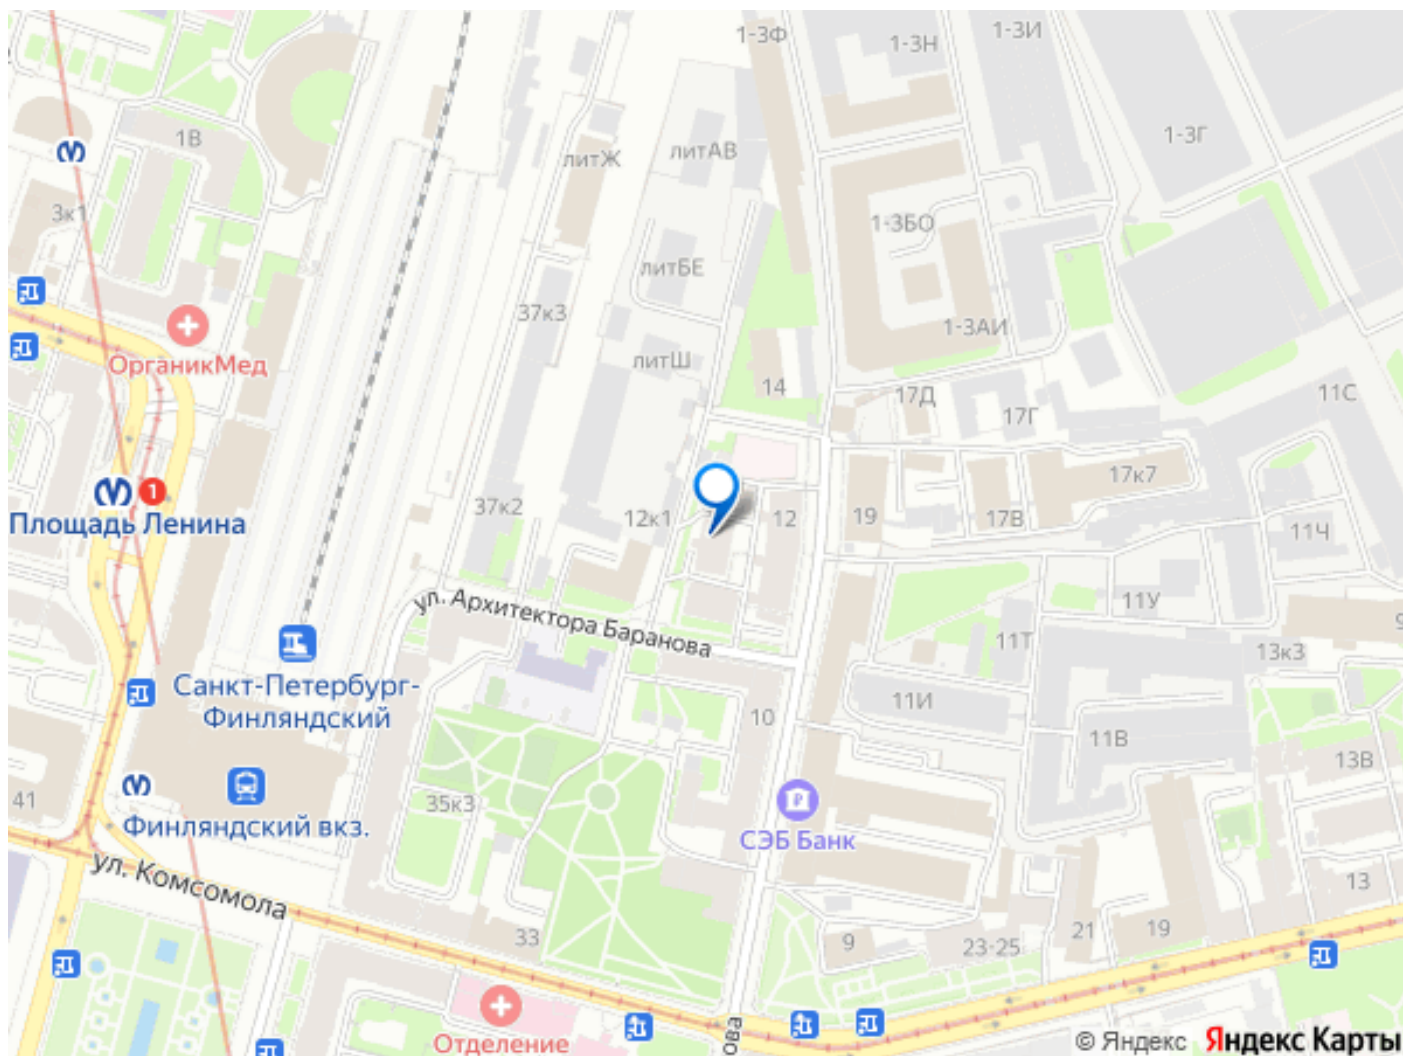 1-3Ф
1-3Н
1-3И
1В
литЖ
литАВ
1-3Г
3к1
1-3БО
литБЕ
37к3
1-3АИ
ОрганикМед
литШ
14
17Д
17Г
11С
1
Площадь Ленина
37к2
12к1
12
19
17В
17к7
11Ч
ул. Архитектора Баранова
11У
11Т
9
13к3
Санкт-Петербург-
Финляндский
10
11И
11В
13В
41
Финляндский вкз.
35к3
СЭБ Банк
ул. Комсомола
33
9
23-25
21
19
13
Отделение
ова
© Яндекс Яндекс Карты